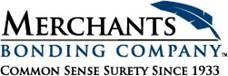 MERCHANTS
BONDING COMPANY™
COMMON SENSE SURETY SINCE 1933